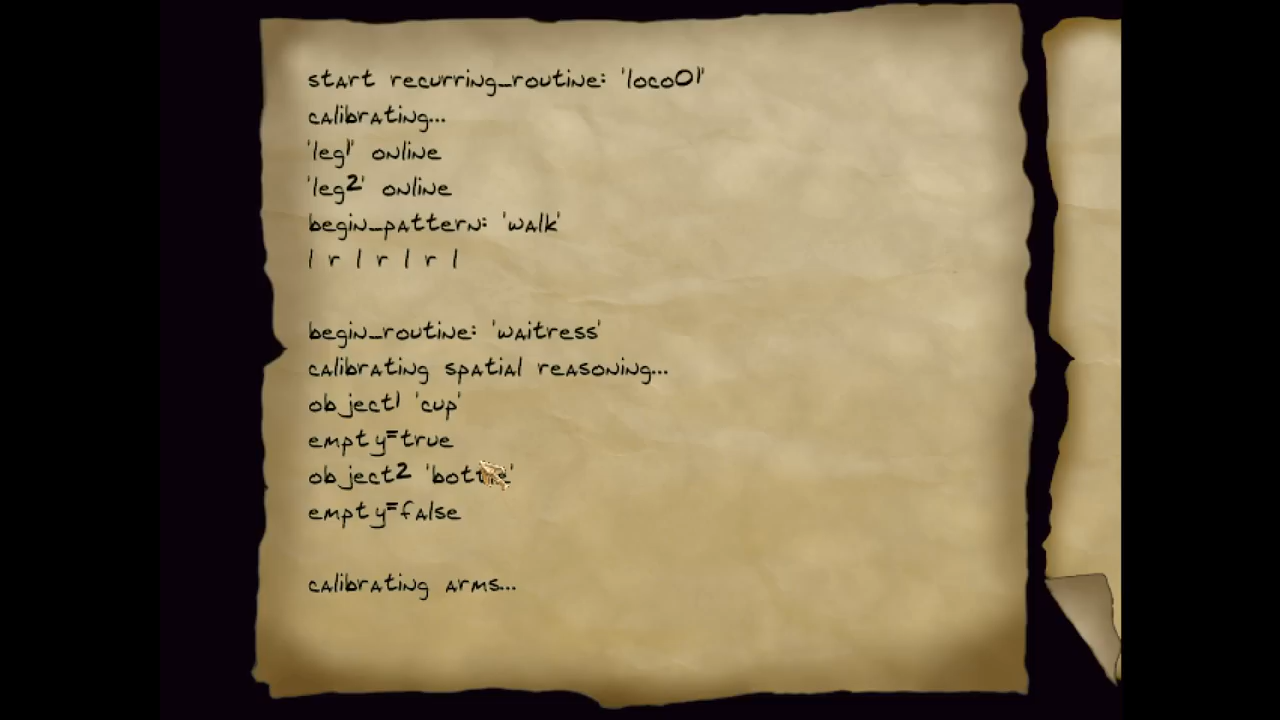 start recurring_routine: 'loco01'
calibrating...
'leg1' online
'leg2' online
begin_pattern: 'walk'
l r l r l r l
begin_routine: 'waitress'
calibrating spatial reasoning...
object1 'cup'
empty=true
object2 'bottle'
empty=false
calibrating arms...